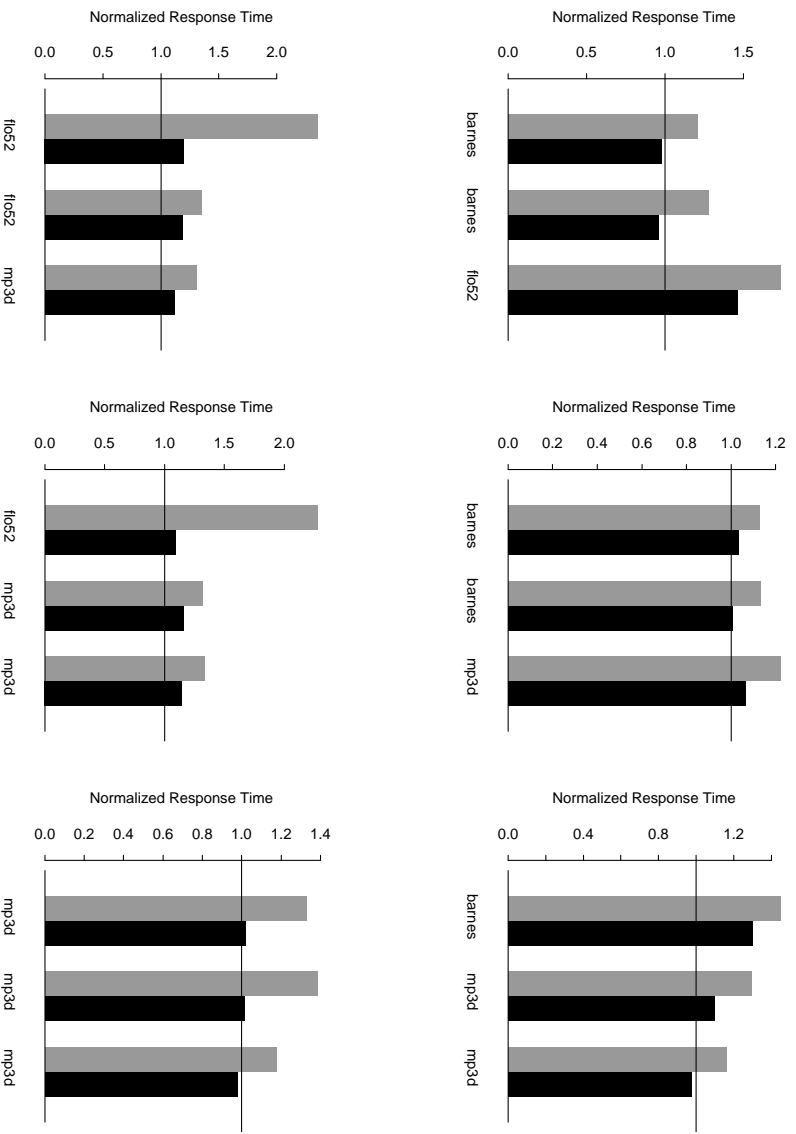 Normalized Response Time
0.0 0.5 1.0 1.5 2.0
flo52
flo52
mp3d
Normalized Response Time
0.0 0.5 1.0 1.5
barnes
barnes
flo52
Normalized Response Time
0.0 0.5 1.0 1.5 2.0
flo52
mp3d
mp3d
Normalized Response Time
0.0 0.2 0.4 0.6 0.8 1.0 1.2
barnes
barnes
mp3d
Normalized Response Time
0.0 0.2 0.4 0.6 0.8 1.0 1.2 1.4
mp3d
mp3d
mp3d
Normalized Response Time
0.0 0.4 0.8 1.2
barnes
mp3d
mp3d